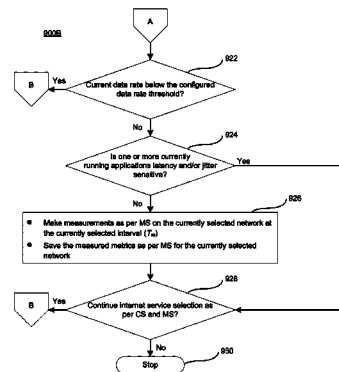 900B
A
922
B
Yes
Current data rate below the configured
data rate threshold?
No
924
Is one or more currently
running applications latency and/or jitter
sensitive?
Yes
No
926
• Make measurements as per MS on the currently selected network at
the currently selected interval (Tm)
• Save the measured metrics as per MS for the currently selected
network
928
B
Yes
Continue internet service selection as
per CS and MS?
No
930
Stop